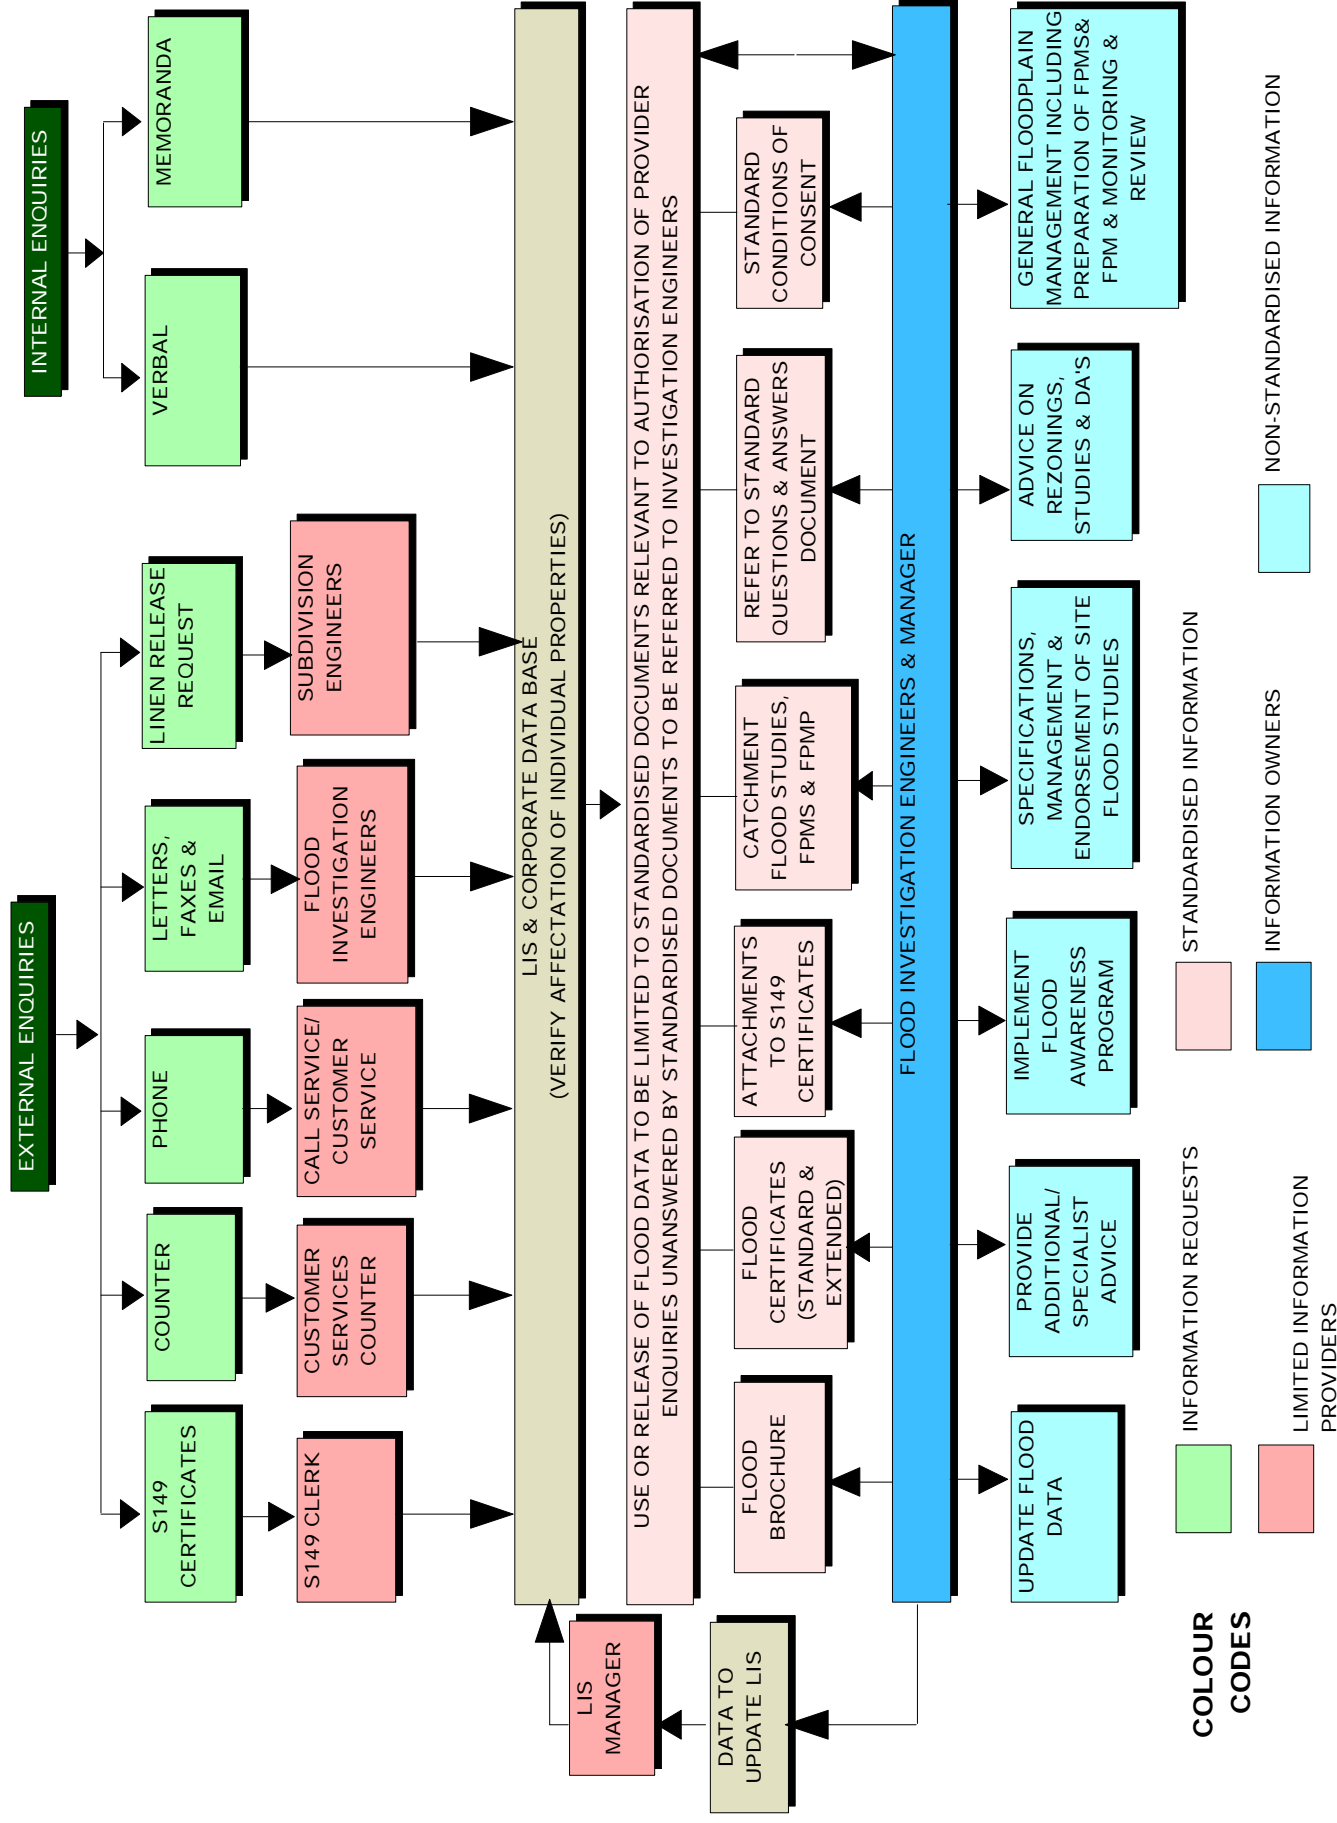 EXTERNAL ENQUIRIES
INTERNAL ENQUIRIES
S149
CERTIFICATES
COUNTER
PHONE
LETTERS,
FAXES &
EMAIL
LINEN RELEASE
REQUEST
VERBAL
MEMORANDA
S149 CLERK
CUSTOMER
SERVICES
COUNTER
CALL SERVICE/
CUSTOMER
SERVICE
FLOOD
INVESTIGATION
ENGINEERS
SUBDIVISION
ENGINEERS
LIS & CORPORATE DATA BASE
(VERIFY AFFECTATION OF INDIVIDUAL PROPERTIES)
LIS
MANAGER
USE OR RELEASE OF FLOOD DATA TO BE LIMITED TO STANDARDISED DOCUMENTS RELEVANT TO AUTHORISATION OF PROVIDER
ENQUIRIES UNANSWERED BY STANDARDISED DOCUMENTS TO BE REFERRED TO INVESTIGATION ENGINEERS
DATA TO
UPDATE LIS
FLOOD
BROCHURE
FLOOD
CERTIFICATES
(STANDARD &
EXTENDED)
ATTACHMENTS
TO S149
CERTIFICATES
CATCHMENT
FLOOD STUDIES,
FPMS & FPMP
REFER TO STANDARD
QUESTIONS & ANSWERS
DOCUMENT
STANDARD
CONDITIONS OF
CONSENT
FLOOD INVESTIGATION ENGINEERS & MANAGER
UPDATE FLOOD
DATA
PROVIDE
ADDITIONAL/
SPECIALIST
ADVICE
IMPLEMENT
FLOOD
AWARENESS
PROGRAM
SPECIFICATIONS,
MANAGEMENT &
ENDORSEMENT OF SITE
FLOOD STUDIES
ADVICE ON
REZONINGS,
STUDIES & DA'S
GENERAL FLOODPLAIN
MANAGEMENT INCLUDING
PREPARATION OF FPMS&
FPM & MONITORING &
REVIEW
COLOUR
CODES
INFORMATION REQUESTS
STANDARDISED INFORMATION
NON-STANDARDISED INFORMATION
LIMITED INFORMATION
PROVIDERS
INFORMATION OWNERS